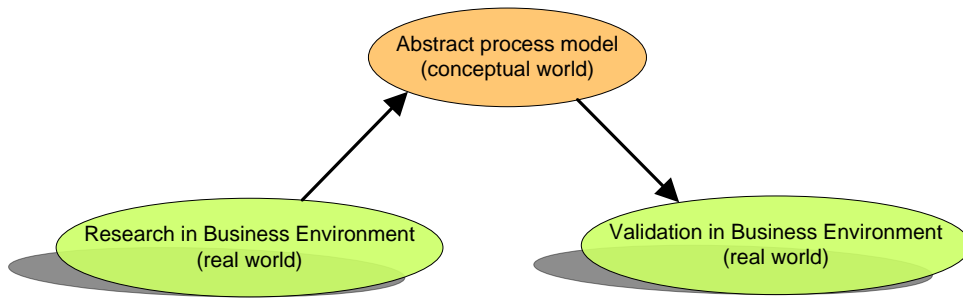 Abstract process model
(conceptual world)
Research in Business Environment
(real world)
Validation in Business Environment
(real world)